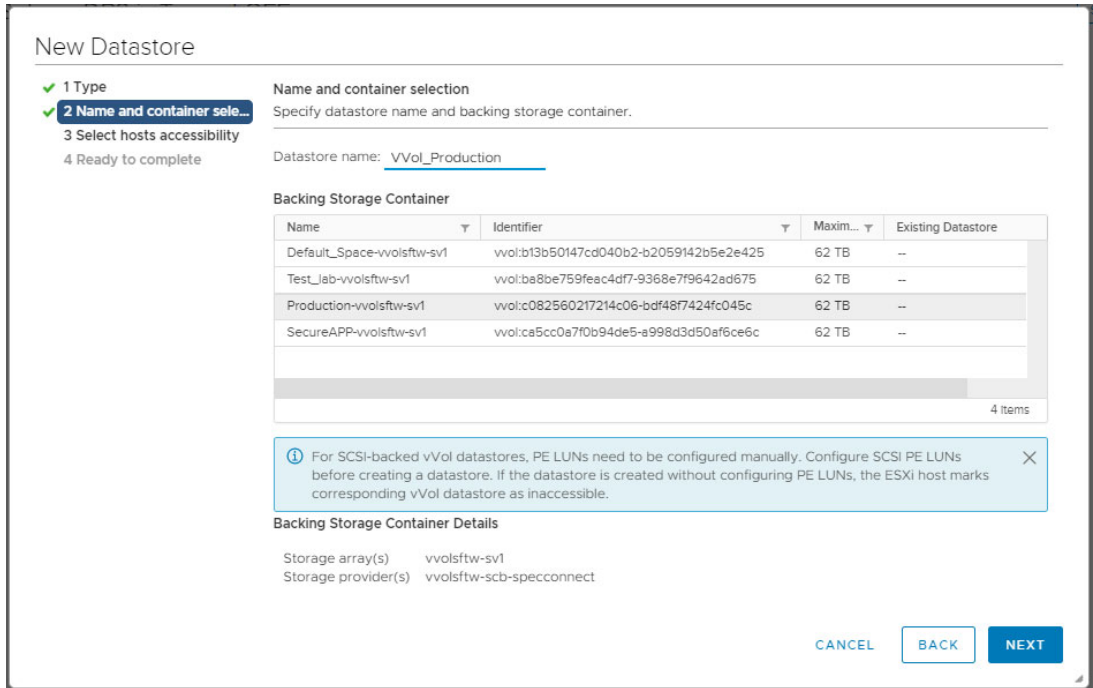 New Datastore
1 Type
2 Name and container sele...
3 Select hosts accessibility
4 Ready to complete
Name and container selection
Specify datastore name and backing storage container.
Datastore name: VVol_Production
Backing Storage Container
Name Identifier Maxim... Existing Datastore
Default_Space-vvolsftw-sv1 vvol:b13b50147cd040b2-b2059142b5e2e425 62 TB --
Test_lab-vvolsftw-sv1 vvol:ba8be759feac4df7-9368e7f9642ad675 62 TB --
Production-vvolsftw-sv1 vvol:c082560217214c06-bdf48f7424fc045c 62 TB --
SecureAPP-vvolsftw-sv1 vvol:ca5cc0a7f0b94de5-a998d3d50af6ce6c 62 TB --
4 items
For SCSI-backed vVol datastores, PE LUNs need to be configured manually. Configure SCSI PE LUNs
before creating a datastore. If the datastore is created without configuring PE LUNs, the ESXi host marks
corresponding vVol datastore as inaccessible.
Backing Storage Container Details
Storage array(s) vvolsftw-sv1
Storage provider(s) vvolsftw-scb-specconnect
CANCEL BACK NEXT